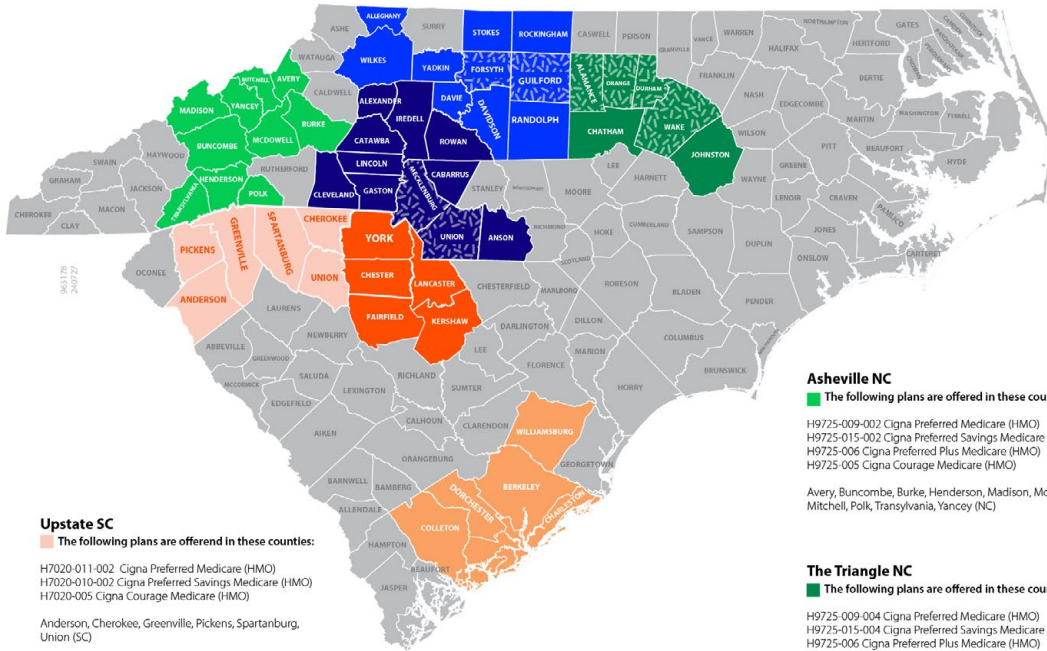 ALLEGHANY
ASHE
SURRY
STOKES
ROCKINGHAM
CASWELL
PERSON
GRANVILLE
VANCE
WARREN
NORTHAMPTON
GATES
HALIFAX
HERTFORD
WATAUGA
WILKES
YADKIN
FORSYTH
GUILFORD
ALAMANCE
ORANGE
DURHAM
FRANKLIN
NASH
BERTIE
MITCHELL
AVERY
CALDWELL
ALEXANDER
IREDELL
DAVIE
DAVIDSON
RANDOLPH
CHATHAM
WAKE
EDGECOMBE
MARTIN
WASHINGTON
TYRRELL
MADISON
YANCEY
BURKE
MCDOWELL
CATAWBA
ROWAN
JOHNSTON
WILSON
PITT
BEAUFORT
HYDE
BUNCOMBE
HAYWOOD
SWAIN
GRAHAM
JACKSON
RUTHERFORD
LINCOLN
CABARRUS
LEE
HARNETT
WAYNE
GREENE
HENDERSON
TRANSYLVANIA
POLK
CLEVELAND
GASTON
MECKLENBURG
STANLEY
MOORE
LENOIR
CRAVEN
PAMLICO
CHEROKEE
MACON
CLAY
CHEROKEE
YORK
UNION
ANSON
RICHMOND
HOKE
CUMBERLAND
SAMPSON
DUPLIN
JONES
CARTERET
ONSLOW
PICKENS
GREENVILLE
SPARTANBURG
UNION
OCONEE
ANDERSON
CHESTER
LANCASTER
CHESTERFIELD
MARLBORO
SCOTLAND
ROBESON
BLADEN
PENDER
965178
240727
LAURENS
FAIRFIELD
KERSHAW
DARLINGTON
DILLON
COLUMBUS
BRUNSWICK
ABBEVILLE
GREENWOOD
NEWBERRY
LEE
FLORENCE
MARION
HORRY
MCCORMICK
SALUDA
EDGEFIELD
LEXINGTON
RICHLAND
SUMTER
AIKEN
CALHOUN
CLARENDON
WILLIAMSBURG
GEORGETOWN
ORANGEBURG
BARNWELL
BAMBERG
ALLENDALE
DORCHESTER
BERKELEY
CHARLESTON
COLLETON
HAMPTON
BEAUFORT
JASPER
Upstate SC
The following plans are offerend in these counties:
H7020-011-002 Cigna Preferred Medicare (HMO)
H7020-010-002 Cigna Preferred Savings Medicare (HMO)
H7020-005 Cigna Courage Medicare (HMO)
Anderson, Cherokee, Greenville, Pickens, Spartanburg,
Union (SC)
Asheville NC
The following plans are offered in these cou
H9725-009-002 Cigna Preferred Medicare (HMO)
H9725-015-002 Cigna Preferred Savings Medicare
H9725-006 Cigna Preferred Plus Medicare (HMO)
H9725-005 Cigna Courage Medicare (HMO)
Avery, Buncombe, Burke, Henderson, Madison, Mc
Mitchell, Polk, Transylvania, Yancey (NC)
The Triangle NC
The following plans are offered in these cou
H9725-009-004 Cigna Preferred Medicare (HMO)
H9725-015-004 Cigna Preferred Savings Medicare
H9725-006 Cigna Preferred Plus Medicare (HMO)